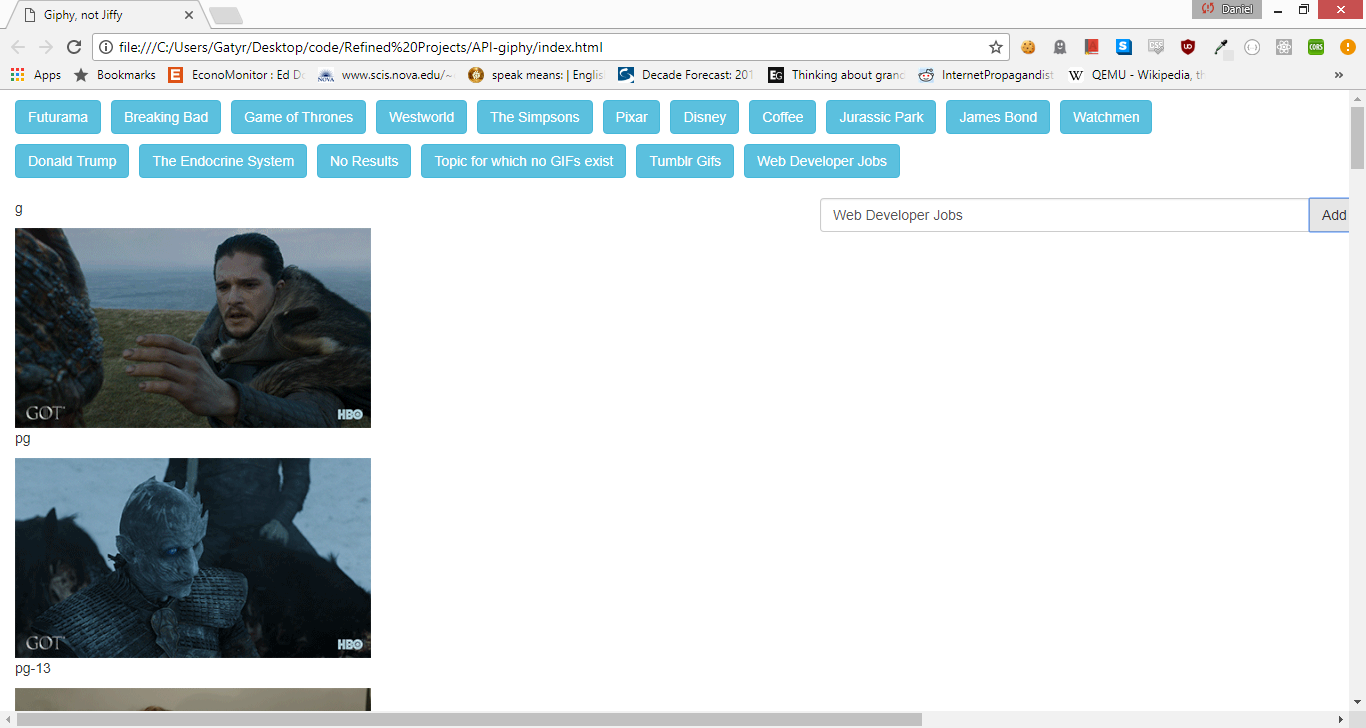 Giphy, not Jiffy
Daniel
file:///C:/Users/Gatyr/Desktop/code/Refined%20Projects/API-giphy/index.html
Apps Bookmarks EconoMonitor : Ed Dc www.scis.nova.edu/~ speak means: | Englis Decade Forecast: 201 Thinking about grand InternetPropagandist QEMU - Wikipedia, th »
Futurama Breaking Bad Game of Thrones Westworld The Simpsons Pixar Disney Coffee Jurassic Park James Bond Watchmen
Donald Trump The Endocrine System No Results Topic for which no GIFs exist Tumblr Gifs Web Developer Jobs
g
Web Developer Jobs Add
GOT HBO
pg
GOT HBO
pg-13